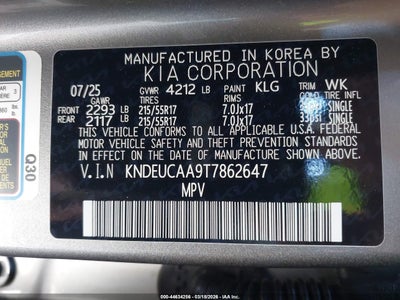 MANUFACTURED IN KOREA BY
KIA CORPORATION
07/25 GVWR 4212 LB PAINT KLG TRIM WK
GAWR RIMS COLD TIRE INFL
FRONT 2293 LB 215/55R17 7.0Jx17 SINGLE
REAR 2117 LB 215/55R17 7.0Jx17 SINGLE
THIS VEHICLE CONFORMS TO ALL APPLICABLE U.S.A. FEDERAL
MOTOR VEHICLE SAFETY AND THEFT PREVENTION STANDARDS
IN EFFECT ON THE DATE OF MANUFACTURE SHOWN ABOVE.
V.I.N KNDEUCAA9T7862647
MPV
Q30
000-44634256 - 03/18/2026 - IAA Inc.